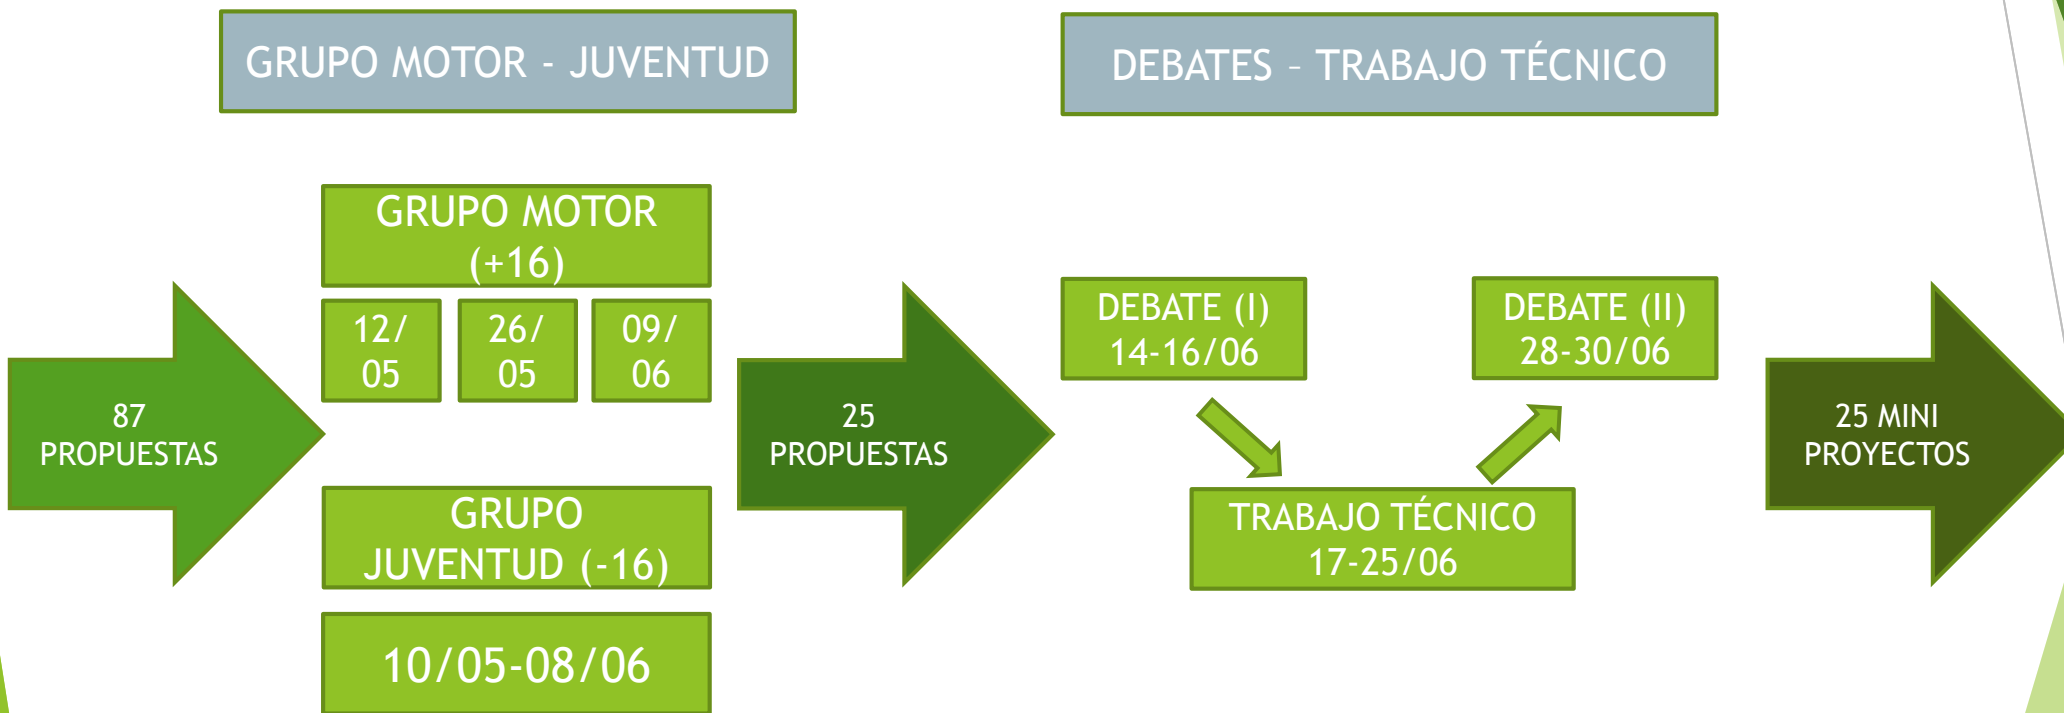 GRUPO MOTOR - JUVENTUD
DEBATES – TRABAJO TÉCNICO
87
PROPUESTAS
GRUPO MOTOR
(+16)
12/
05
26/
05
09/
06
GRUPO
JUVENTUD (-16)
10/05-08/06
25
PROPUESTAS
DEBATE (I)
14-16/06
TRABAJO TÉCNICO
17-25/06
DEBATE (II)
28-30/06
25 MINI
PROYECTOS